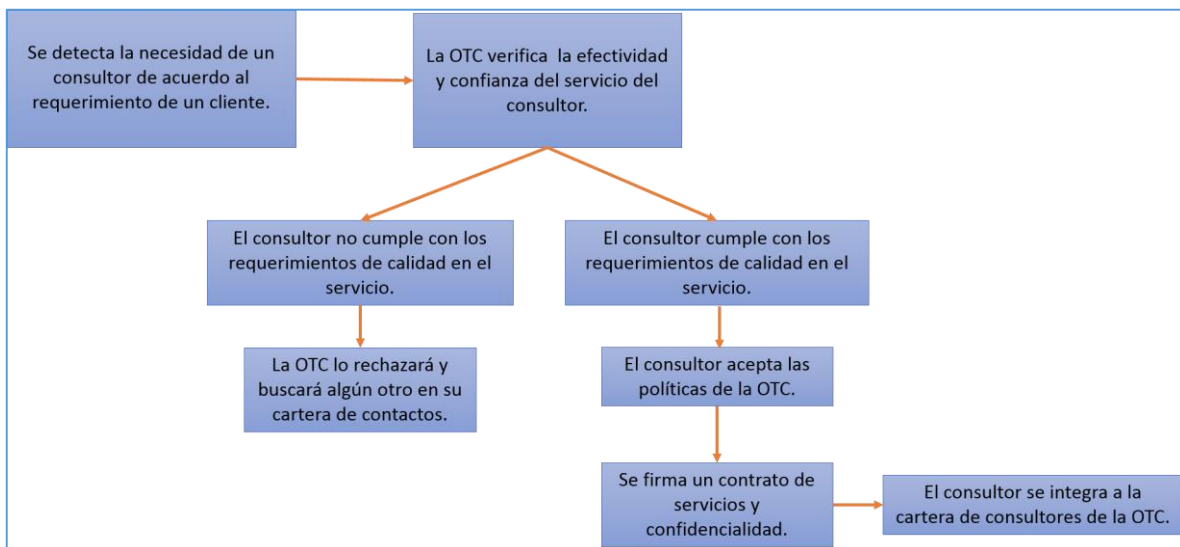 Se detecta la necesidad de un
consultor de acuerdo al
requerimiento de un cliente.
La OTC verifica la efectividad
y confianza del servicio del
consultor.
El consultor no cumple con los
requerimientos de calidad en el
servicio.
El consultor cumple con los
requerimientos de calidad en el
servicio.
La OTC lo rechazará y
buscará algún otro en su
cartera de contactos.
El consultor acepta las
políticas de la OTC.
Se firma un contrato de
servicios y
confidencialidad.
El consultor se integra a la
cartera de consultores de la OTC.